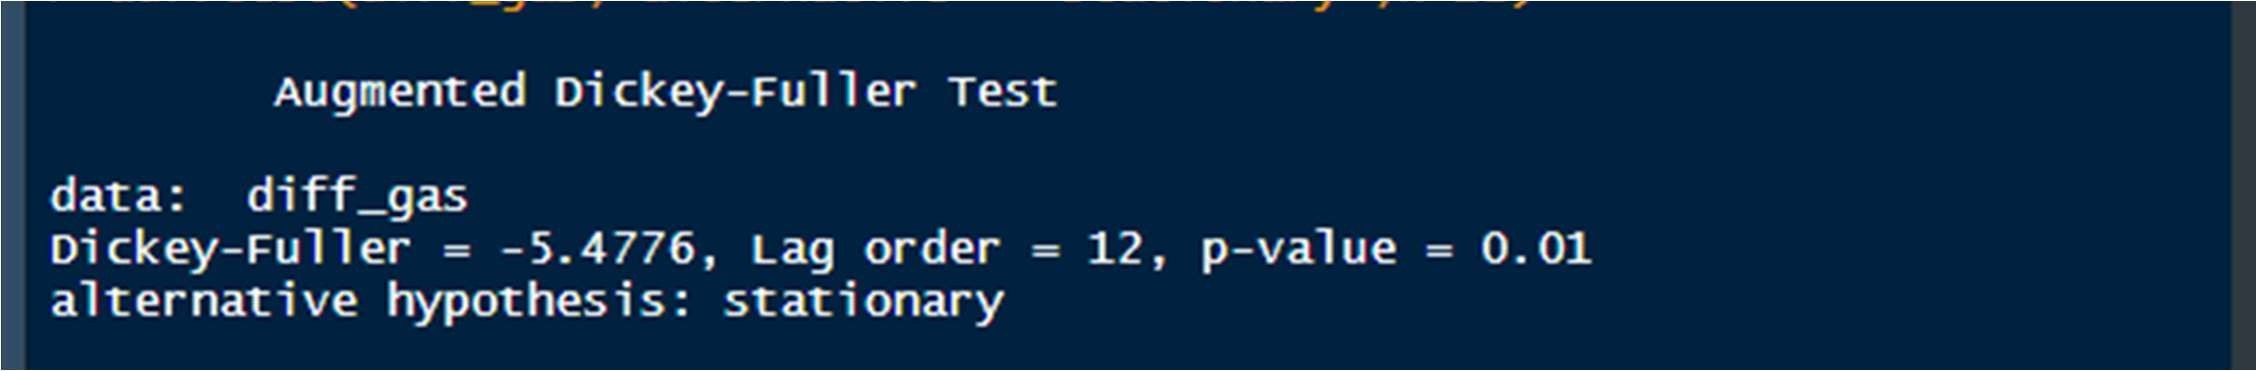 Augmented Dickey-Fuller Test
data:  diff_gas
Dickey-Fuller = -5.4776, Lag order = 12, p-value = 0.01
alternative hypothesis: stationary